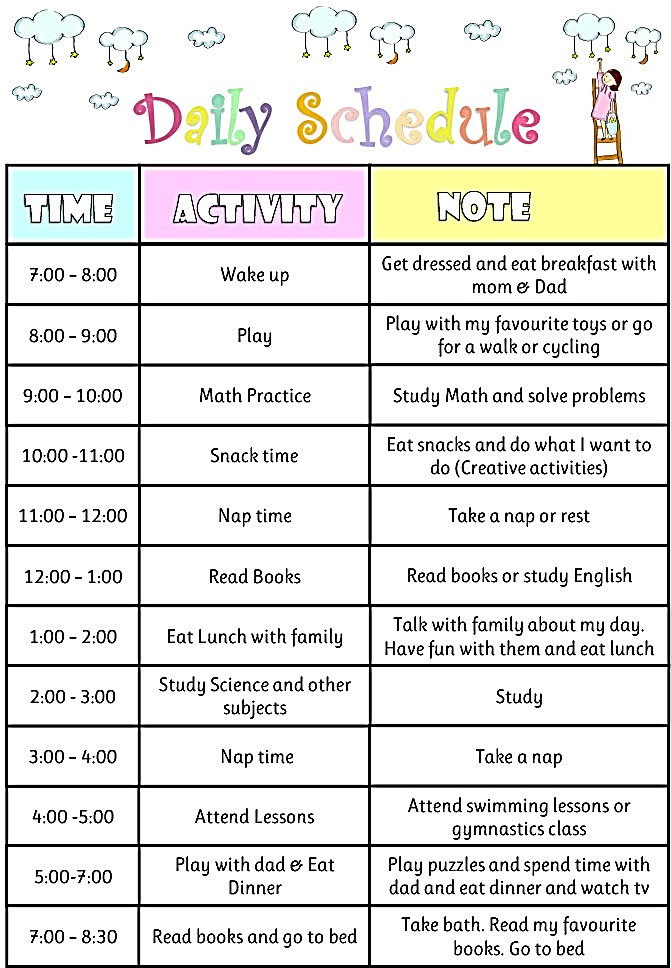 Daily Schedule
TIME ACTIVITY NOTE
7:00 – 8:00 Wake up Get dressed and eat breakfast with
mom & Dad
8:00 – 9:00 Play Play with my favourite toys or go
for a walk or cycling
9:00 – 10:00 Math Practice Study Math and solve problems
10:00 -11:00 Snack time Eat snacks and do what I want to
do (Creative activities)
11:00 – 12:00 Nap time Take a nap or rest
12:00 – 1:00 Read Books Read books or study English
1:00 – 2:00 Eat Lunch with family Talk with family about my day.
Have fun with them and eat lunch
2:00 - 3:00 Study Science and other
subjects Study
3:00 – 4:00 Nap time Take a nap
4:00 -5:00 Attend Lessons Attend swimming lessons or
gymnastics class
5:00-7:00 Play with dad & Eat
Dinner Play puzzles and spend time with
dad and eat dinner and watch tv
7:00 – 8:30 Read books and go to bed Take bath. Read my favourite
books. Go to bed